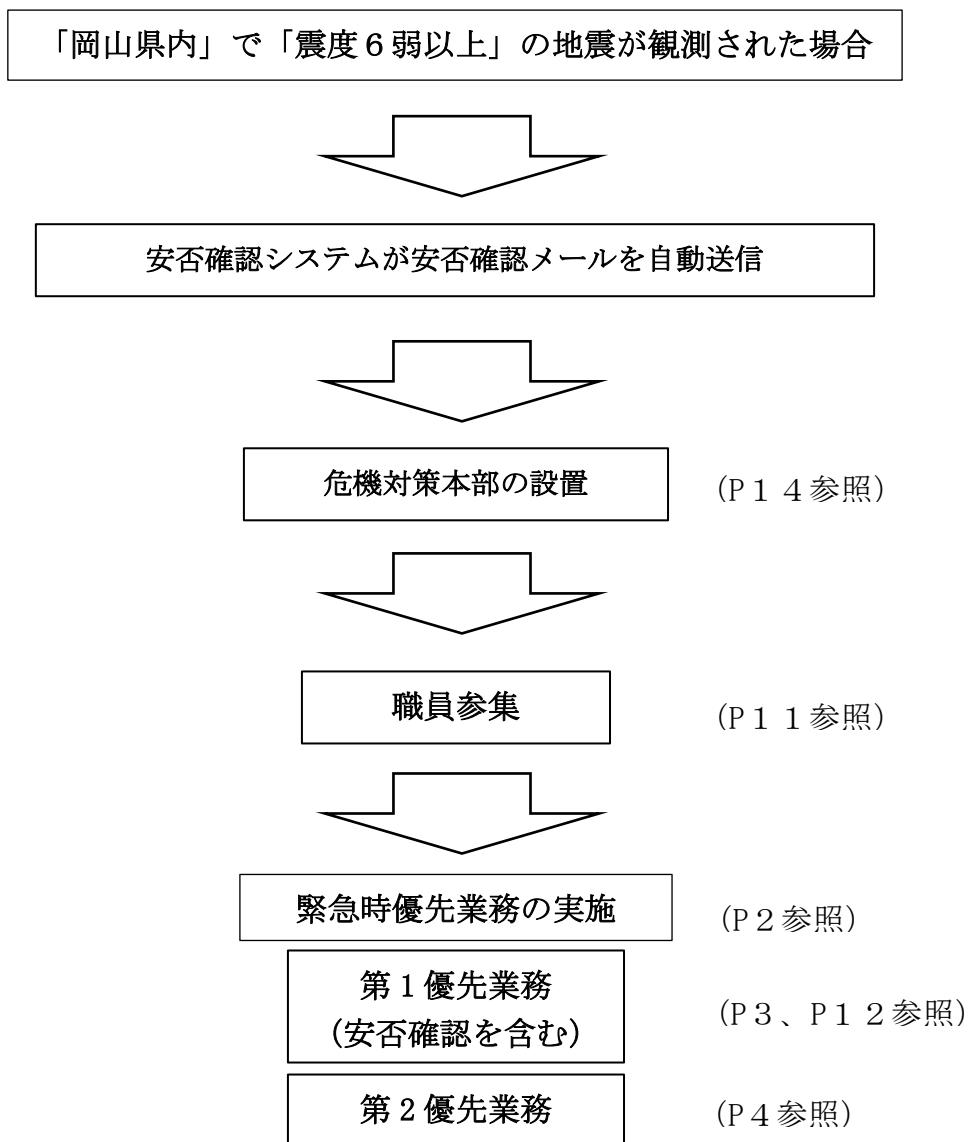 「岡山県内」で「震度６弱以上」の地震が観測された場合
安否確認システムが安否確認メールを自動送信
危機対策本部の設置 (P１４参照)
職員参集 (P１１参照)
緊急時優先業務の実施 (P２参照)
第１優先業務
(安否確認を含む) (P３、P１２参照)
第２優先業務 (P４参照)